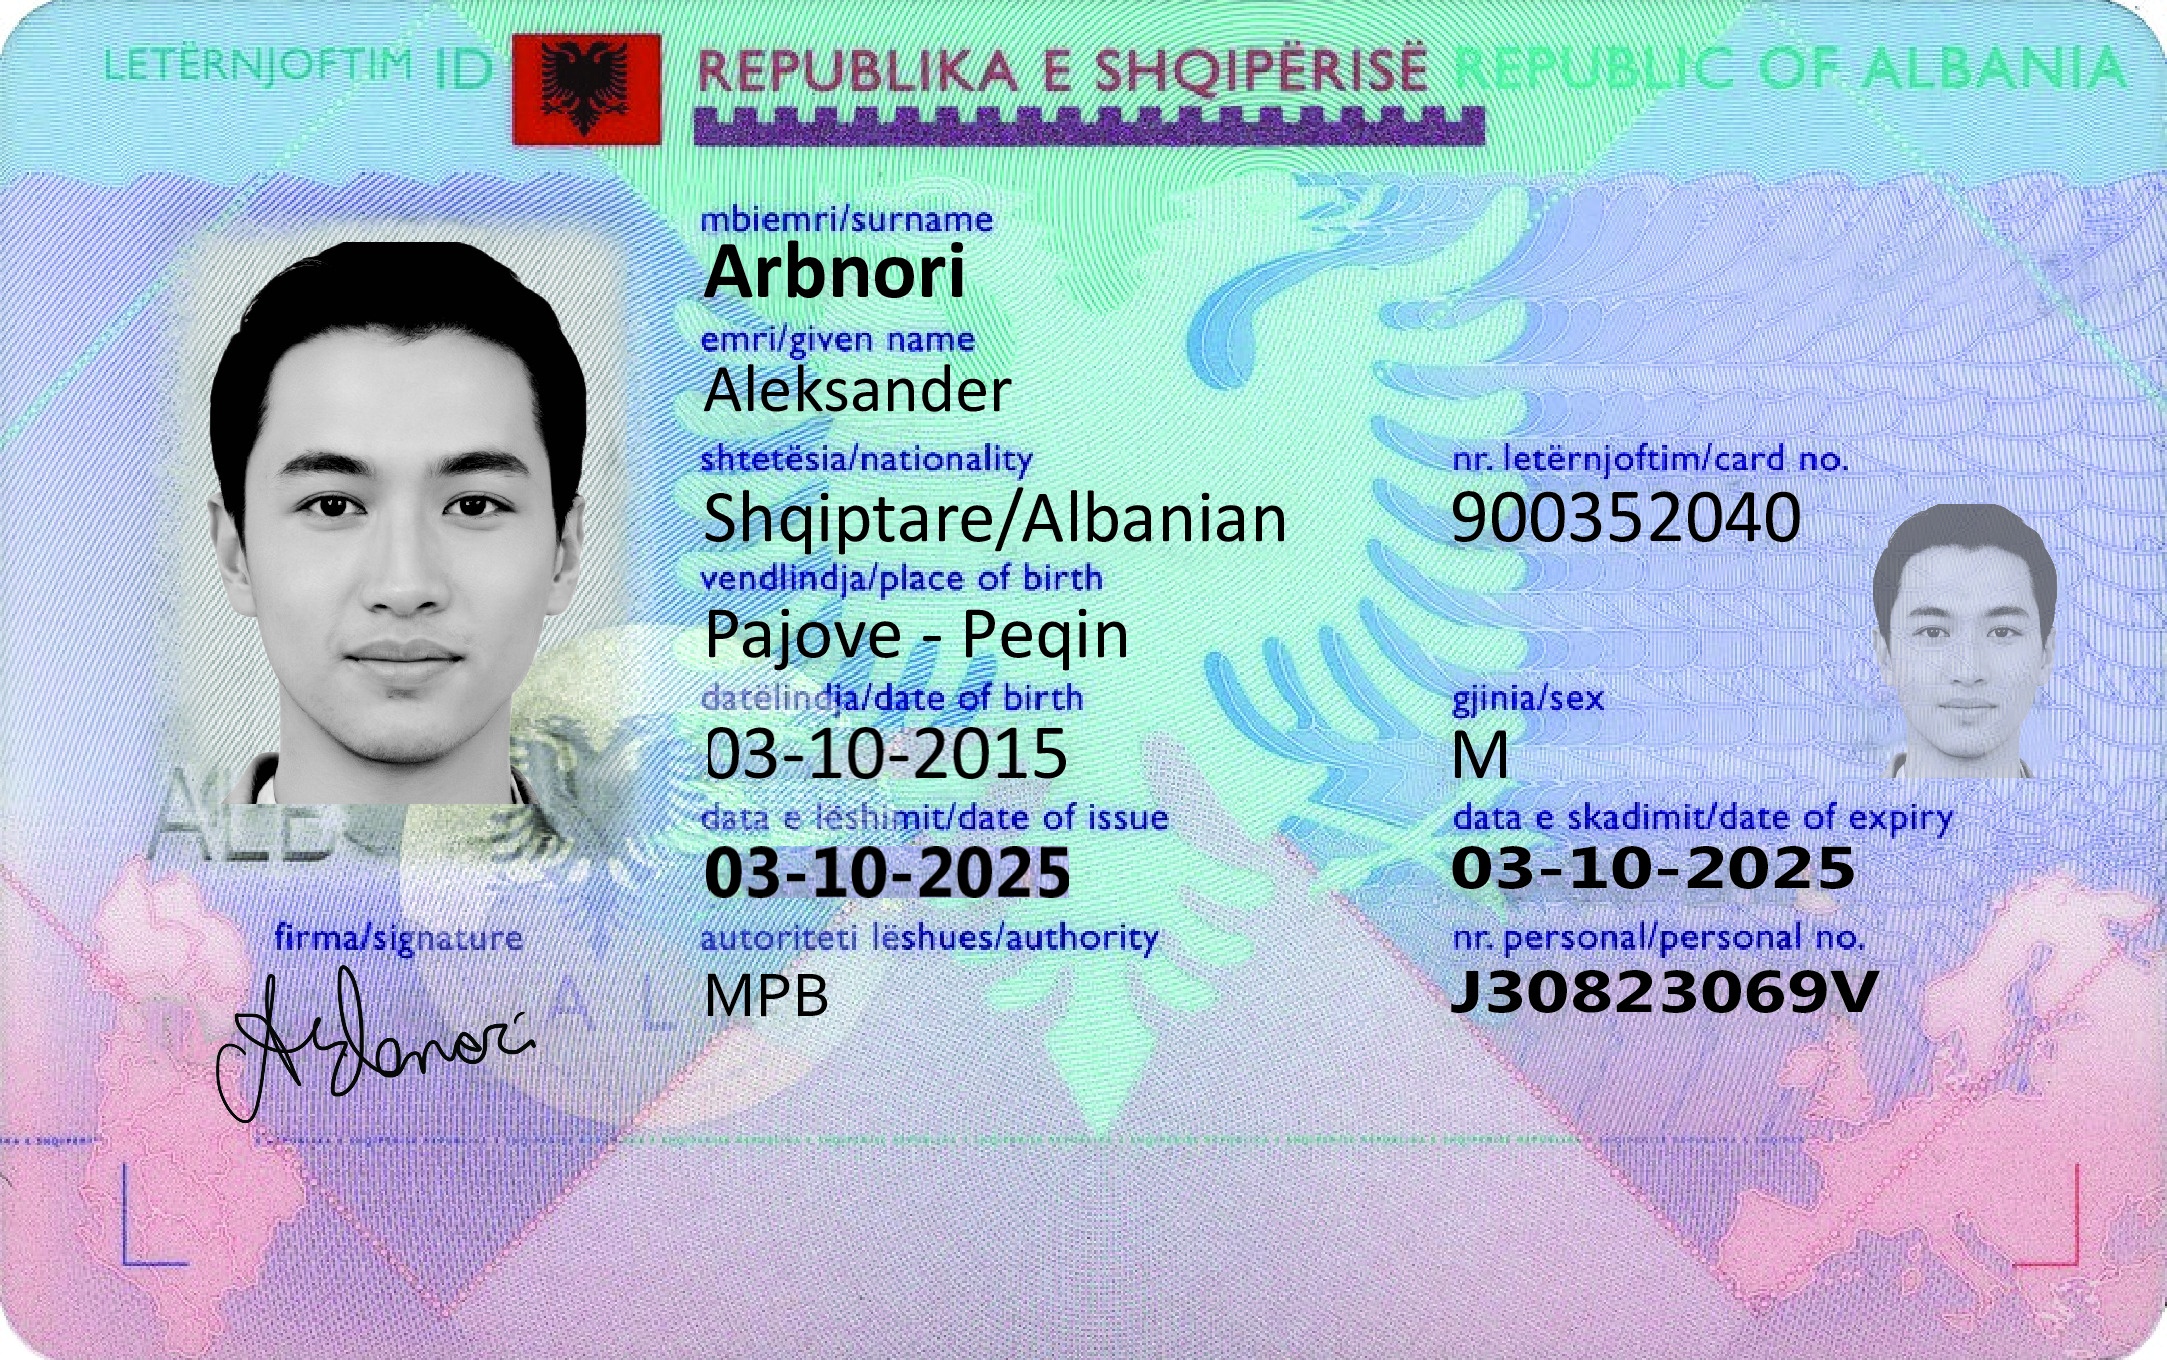 LETËRNJOFTIM ID REPUBLIKA E SHQIPËRISË REPUBLIC OF ALBANIA
mbiemri/surname
Arbnori
emri/given name
Aleksander
shtetësia/nationality nr. letërnjoftim/card no.
Shqiptare/Albanian 900352040
vendlindja/place of birth
Pajove - Peqin
datëlindja/date of birth gjinia/sex
03-10-2015 M
data e lëshimit/date of issue data e skadimit/date of expiry
03-10-2025 03-10-2025
ALB
firma/signature autoriteti lëshues/authority nr. personal/personal no.
MPB J30823069V
A L